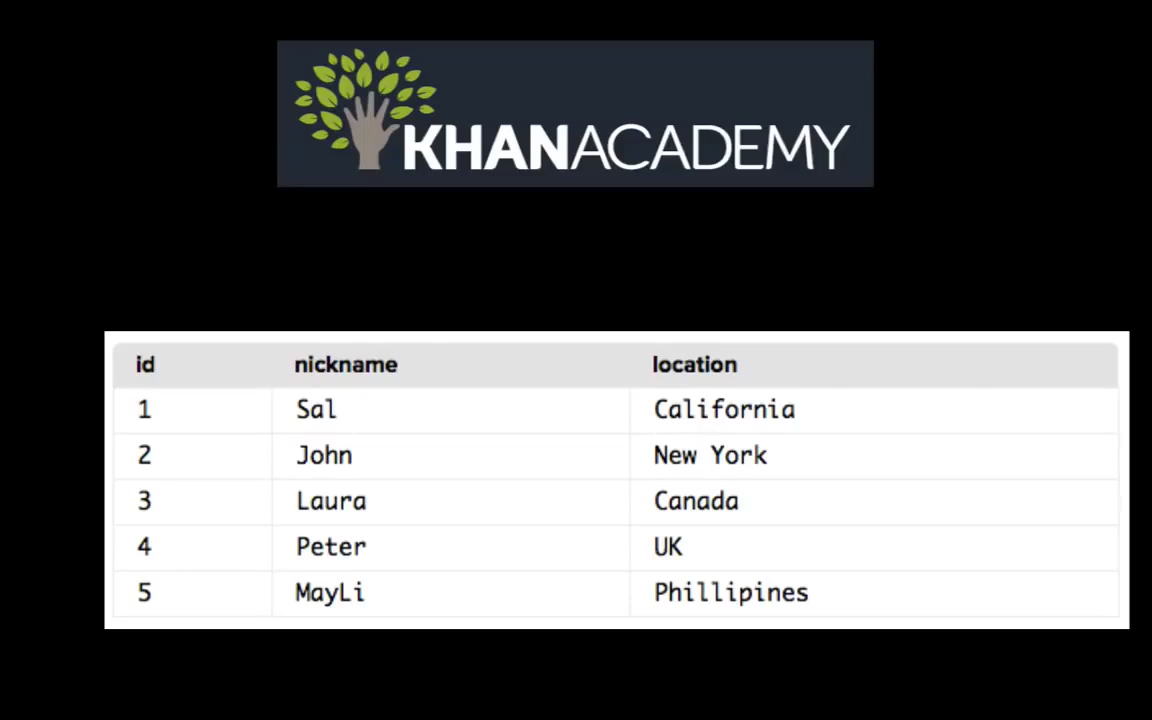 KHANACADEMY
id nickname location
1 Sal California
2 John New York
3 Laura Canada
4 Peter UK
5 MayLi Phillipines